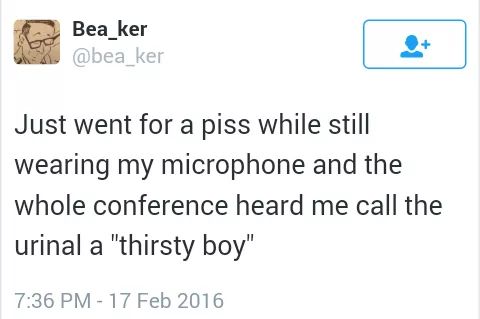 Bea_ker
@bea_ker
Just went for a piss while still
wearing my microphone and the
whole conference heard me call the
urinal a "thirsty boy"
7:36 PM - 17 Feb 2016